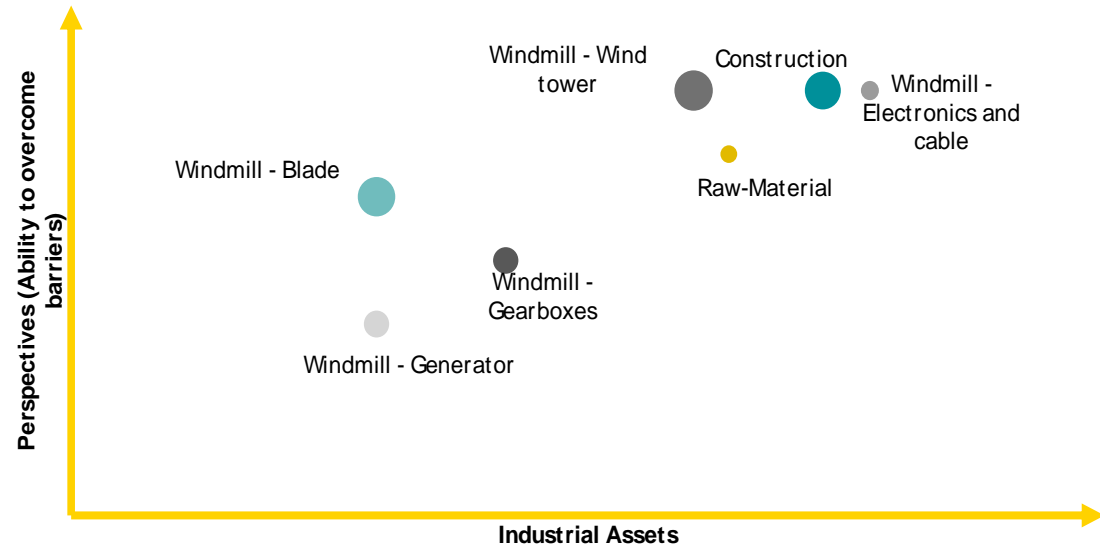 Windmill - Wind
tower
Construction
Windmill -
Electronics and
cable
Raw-Material
Windmill - Blade
Windmill -
Gearboxes
Windmill - Generator
Perspectives (Ability to overcome
barriers)
Industrial Assets